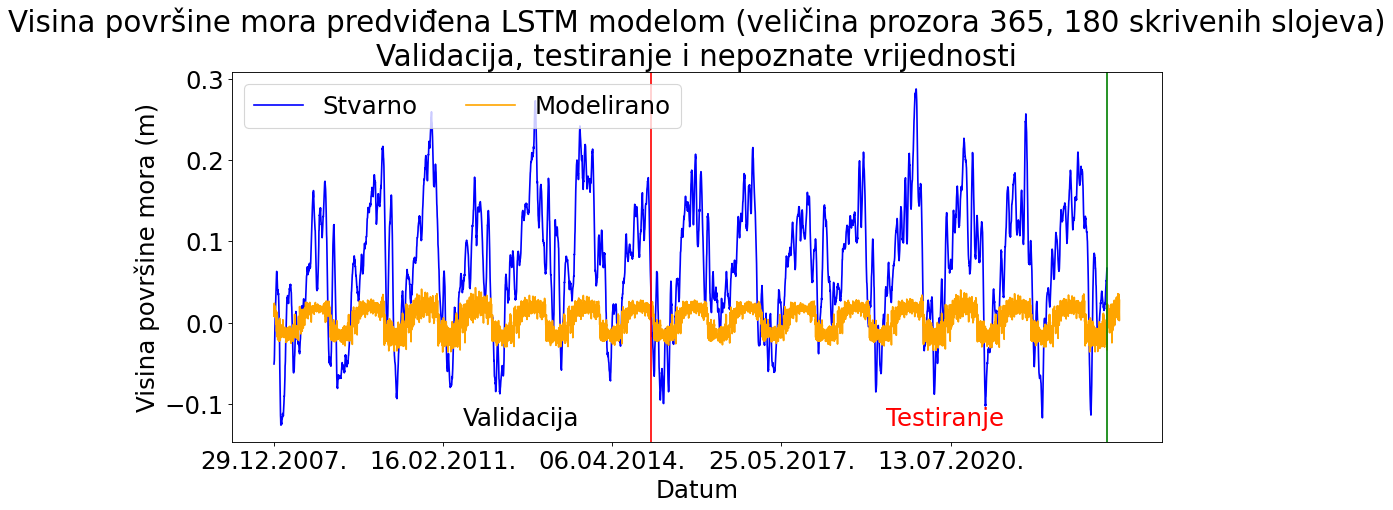 Visina površine mora predviđena LSTM modelom (veličina prozora 365, 180 skrivenih slojeva)
Validacija, testiranje i nepoznate vrijednosti
Stvarno
Modelirano
Visina površine mora (m)
0.3
0.2
0.1
0.0
−0.1
Validacija
Testiranje
29.12.2007.
16.02.2011.
06.04.2014.
25.05.2017.
13.07.2020.
Datum